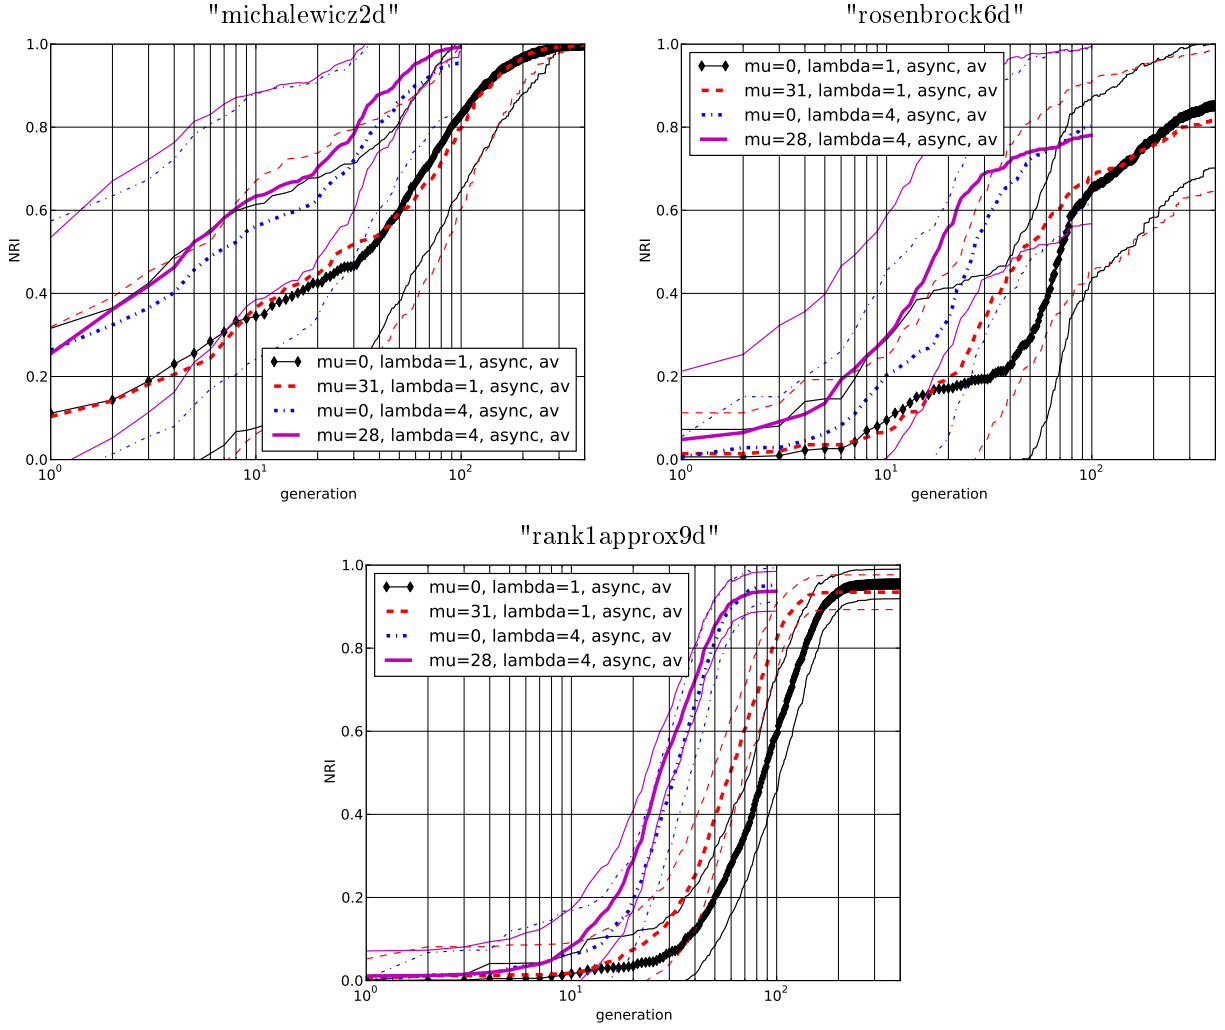 "michalewicz2d"
1.0
0.8
0.6
0.4
0.2
0.0
NRI
mu=0, lambda=1, async, av
mu=31, lambda=1, async, av
mu=0, lambda=4, async, av
mu=28, lambda=4, async, av
10^0 10^1 10^2
generation
"rosenbrock6d"
1.0
0.8
0.6
0.4
0.2
0.0
NRI
mu=0, lambda=1, async, av
mu=31, lambda=1, async, av
mu=0, lambda=4, async, av
mu=28, lambda=4, async, av
10^0 10^1 10^2
generation
"rank1approx9d"
1.0
0.8
0.6
0.4
0.2
0.0
NRI
mu=0, lambda=1, async, av
mu=31, lambda=1, async, av
mu=0, lambda=4, async, av
mu=28, lambda=4, async, av
10^0 10^1 10^2
generation